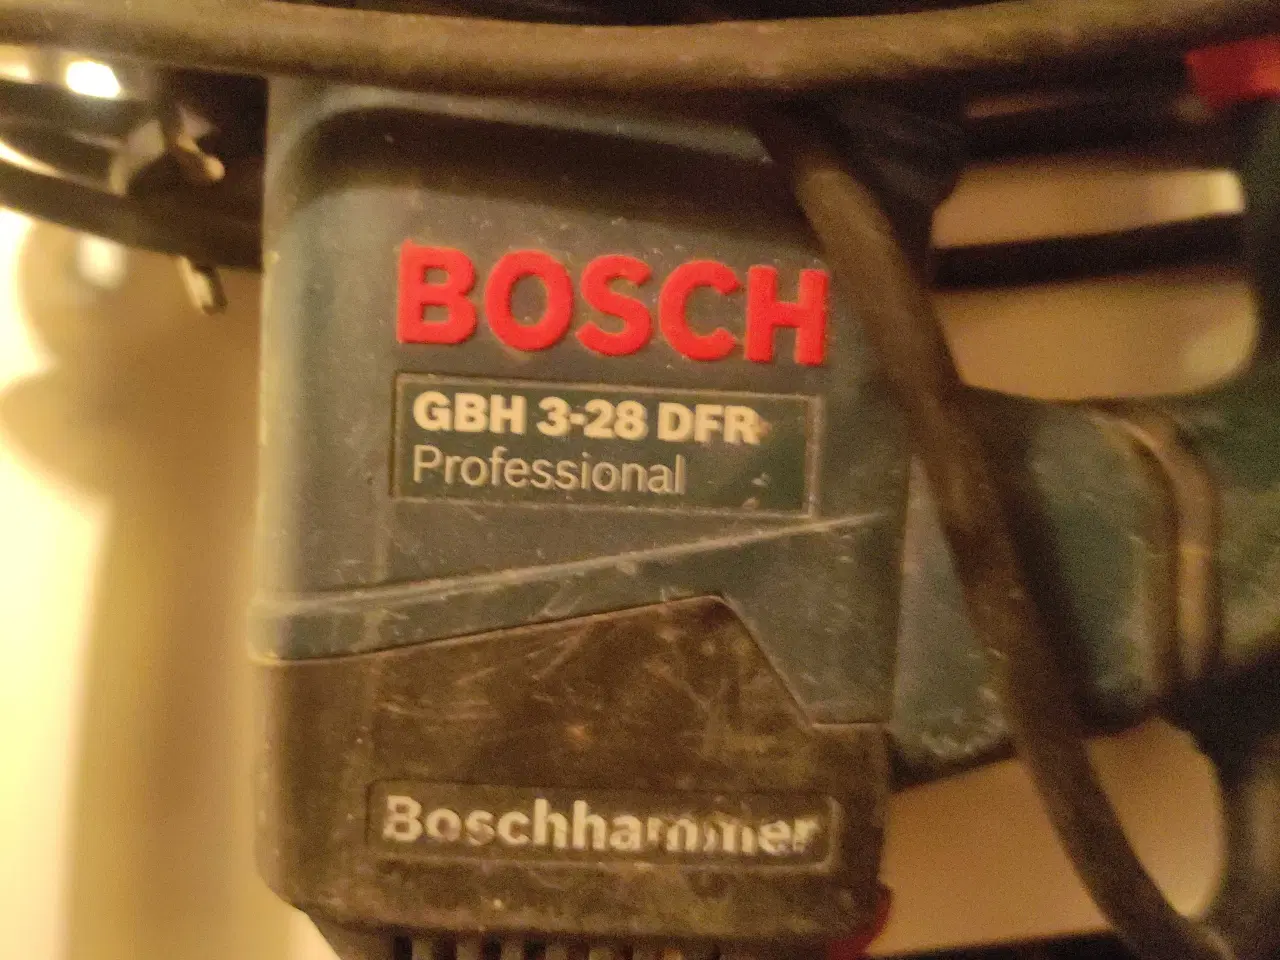 BOSCH
GBH 3-28 DFR
Professional
Boschhammer